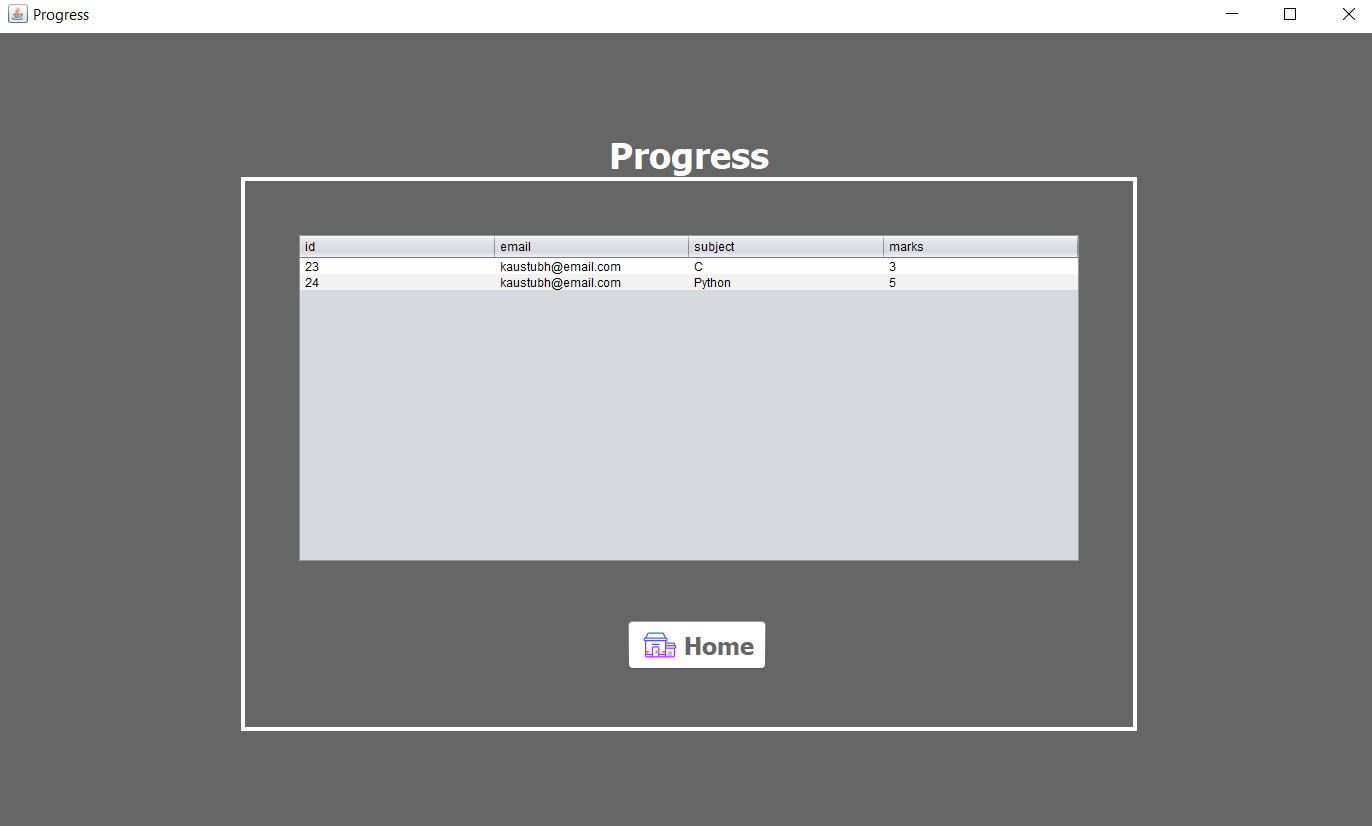 Progress
Progress
id email subject marks
23 kaustubh@email.com C 3
24 kaustubh@email.com Python 5
Home